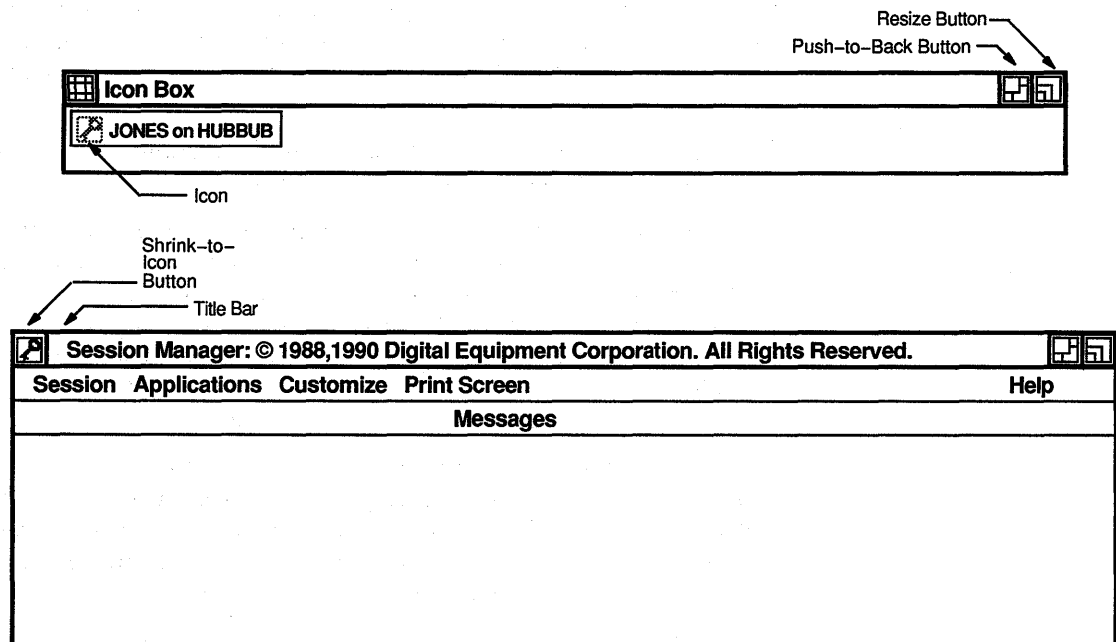 Resize Button
Push-to-Back Button
Icon Box
JONES on HUBBUB
Icon
Shrink-to-
Icon
Button
Title Bar
Session Manager: © 1988,1990 Digital Equipment Corporation. All Rights Reserved.
Session Applications Customize Print Screen Help
Messages